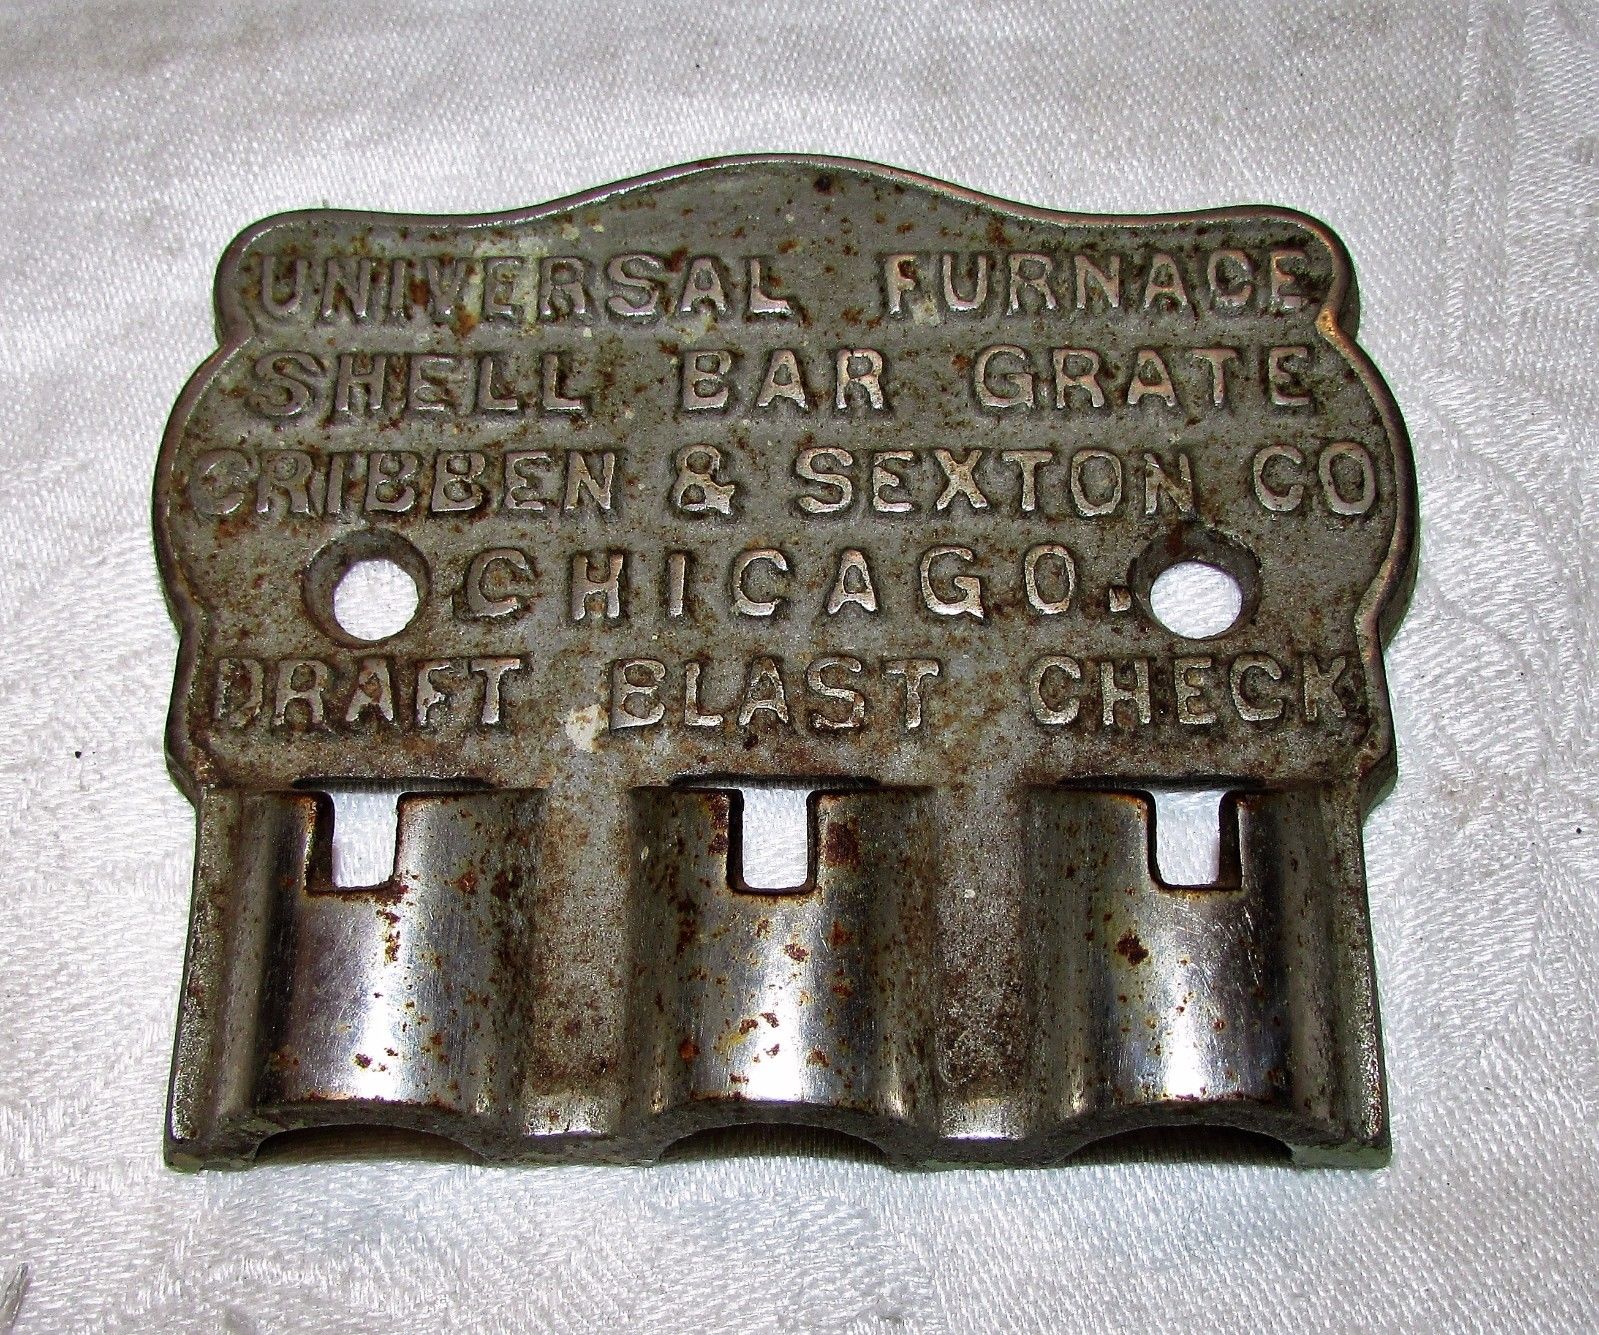 UNIVERSAL FURNACE
SHELL BAR GRATE
CRIBBEN & SEXTON CO
CHICAGO.
DRAFT BLAST CHECK